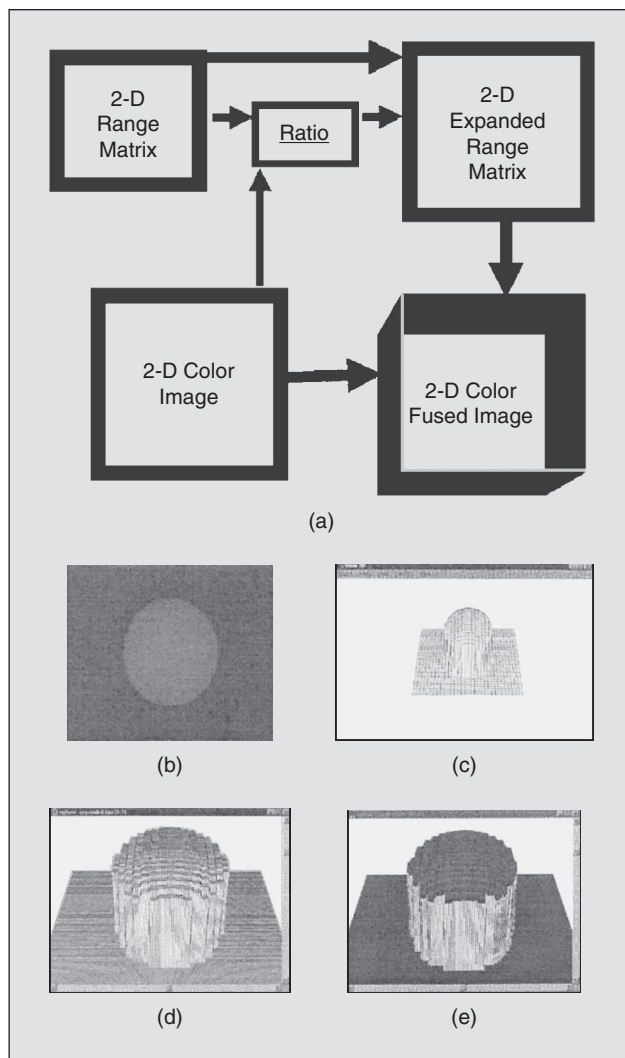 2-D
Range
Matrix
Ratio
2-D
Expanded
Range
Matrix
2-D Color
Image
2-D Color
Fused Image
(a)
(b)
(c)
(d)
(e)